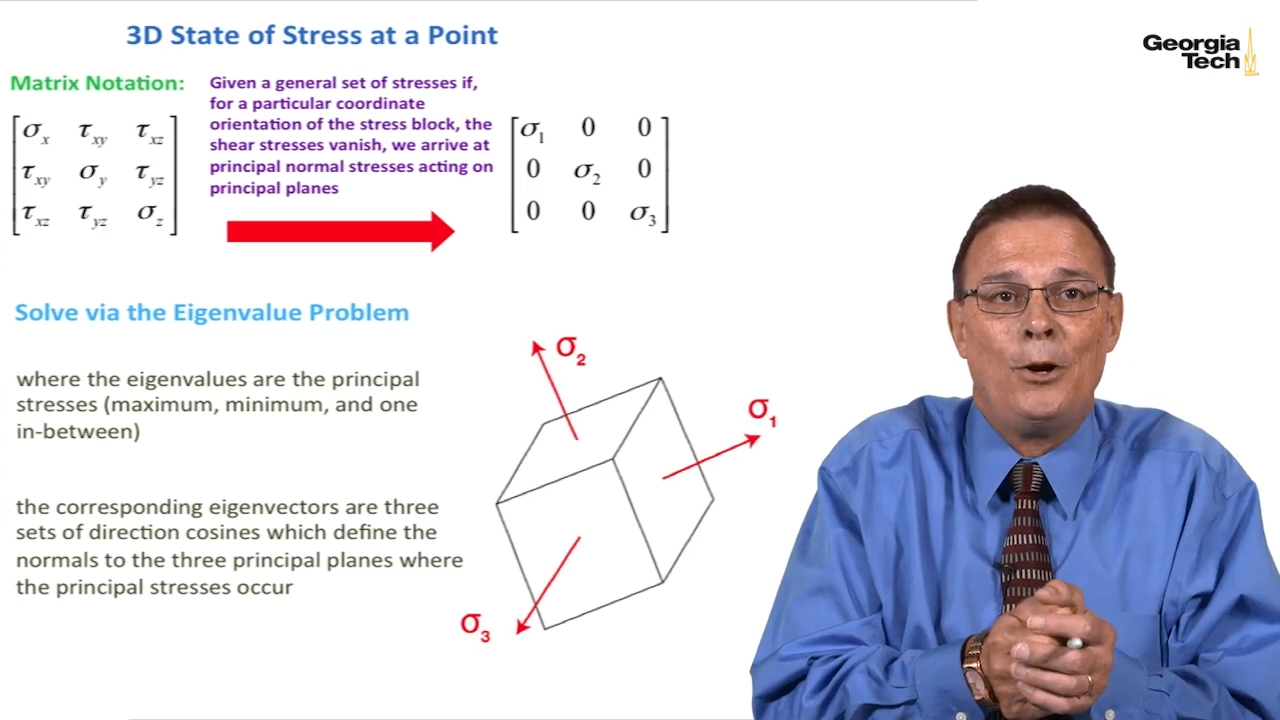 3D State of Stress at a Point
Georgia
Tech
Matrix Notation:
Given a general set of stresses if,
for a particular coordinate
orientation of the stress block, the
shear stresses vanish, we arrive at
principal normal stresses acting on
principal planes
σx τxy τxz
τxy σy τyz
τxz τyz σz
σ1 0 0
0 σ2 0
0 0 σ3
Solve via the Eigenvalue Problem
where the eigenvalues are the principal
stresses (maximum, minimum, and one
in-between)
the corresponding eigenvectors are three
sets of direction cosines which define the
normals to the three principal planes where
the principal stresses occur
σ2
σ1
σ3